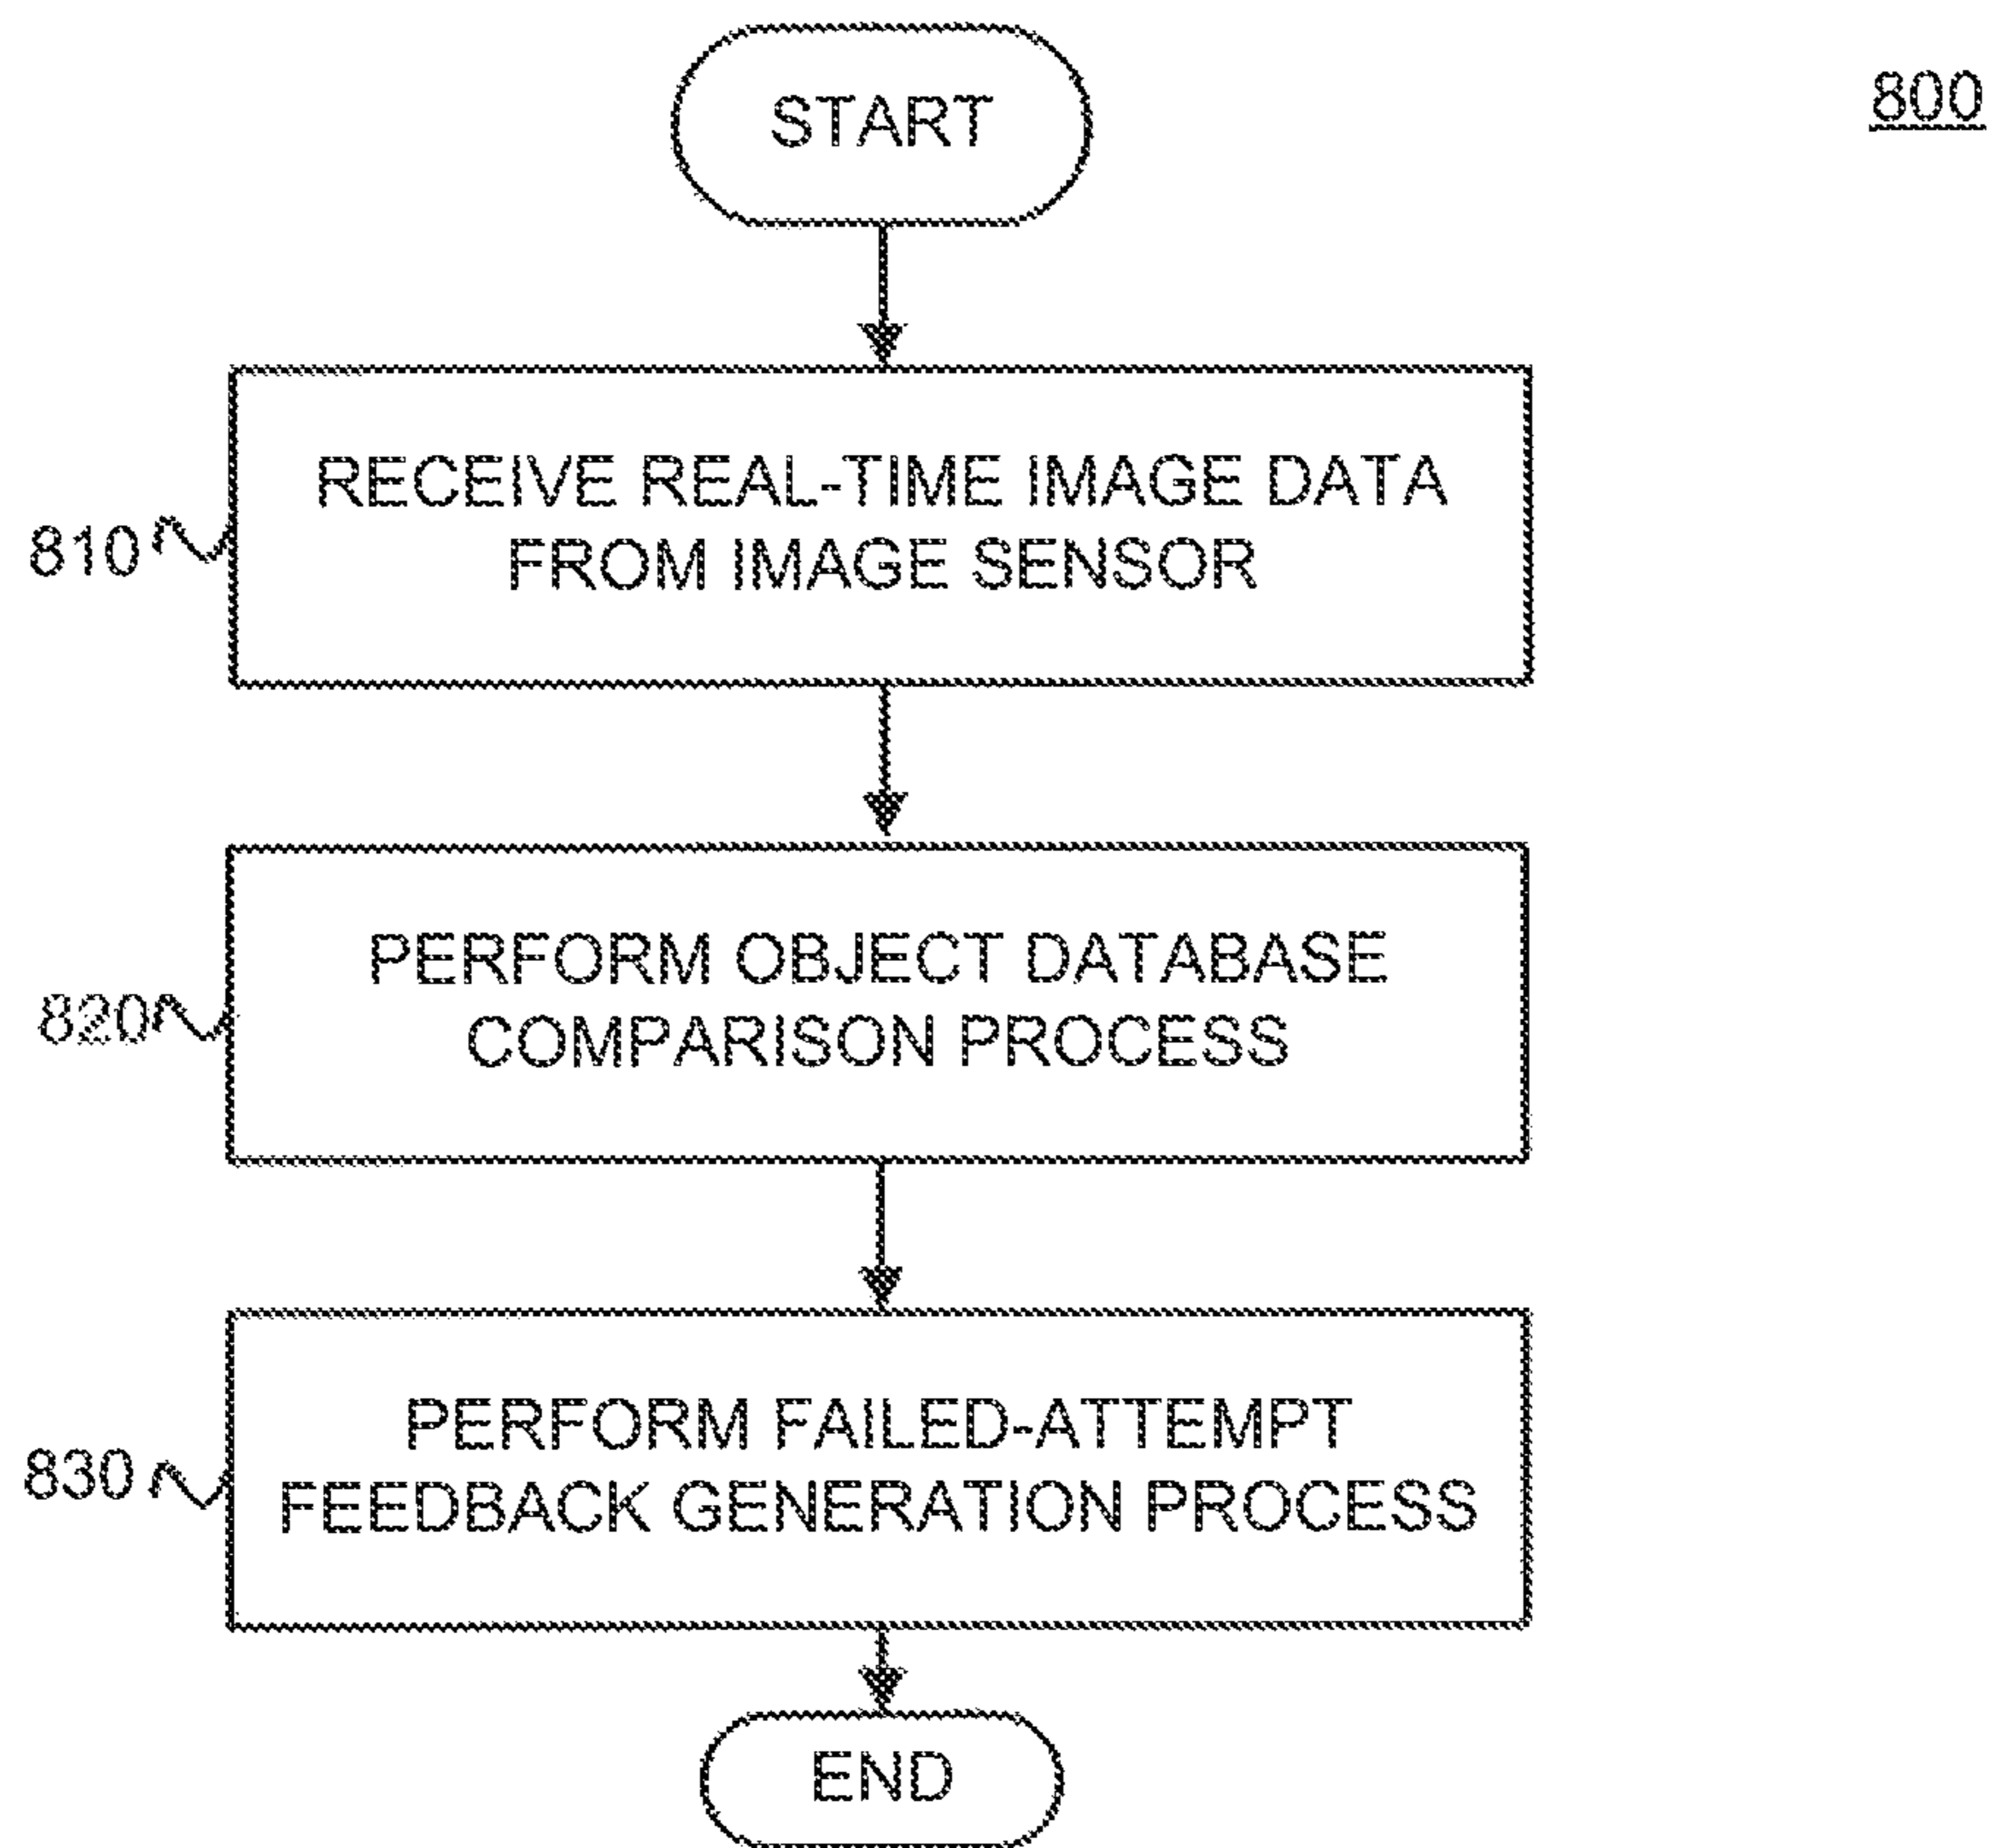 START
800
RECEIVE REAL-TIME IMAGE DATA
FROM IMAGE SENSOR
810
PERFORM OBJECT DATABASE
COMPARISON PROCESS
820
PERFORM FAILED-ATTEMPT
FEEDBACK GENERATION PROCESS
830
END